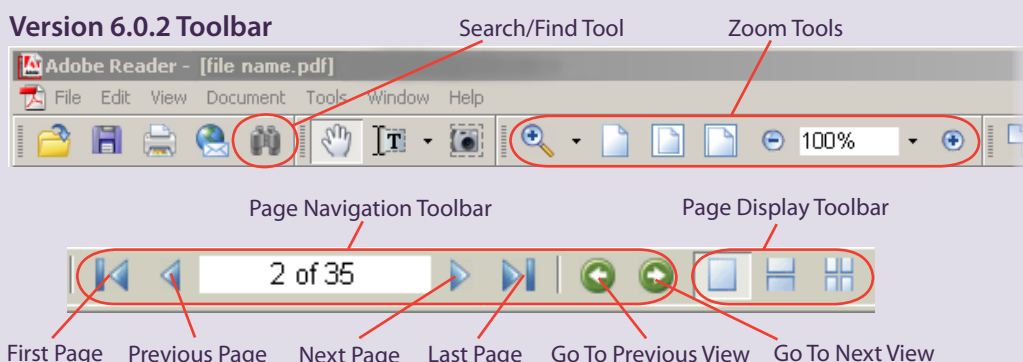 Version 6.0.2 Toolbar
Search/Find Tool
Zoom Tools
Adobe Reader - [file name.pdf]
File Edit View Document Tools Window Help
T
100%
Page Navigation Toolbar
Page Display Toolbar
2 of 35
First Page Previous Page Next Page Last Page Go To Previous View Go To Next View